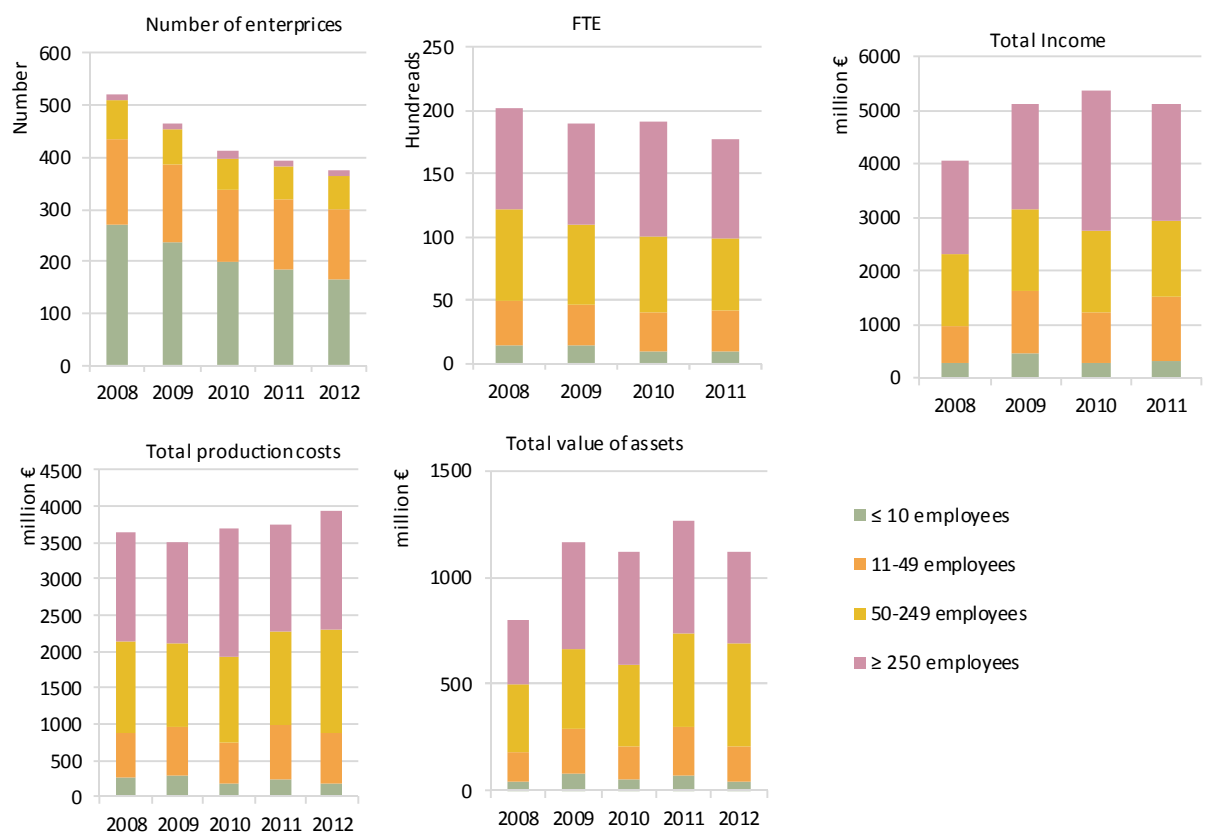 Number of enterprices
Number
600
500
400
300
200
100
0
2008 2009 2010 2011 2012
FTE
Hundreads
250
200
150
100
50
0
2008 2009 2010 2011
Total Income
million €
6000
5000
4000
3000
2000
1000
0
2008 2009 2010 2011
Total production costs
million €
4500
4000
3500
3000
2500
2000
1500
1000
500
0
2008 2009 2010 2011 2012
Total value of assets
million €
1500
1000
500
0
2008 2009 2010 2011 2012
≤ 10 employees
11-49 employees
50-249 employees
≥ 250 employees